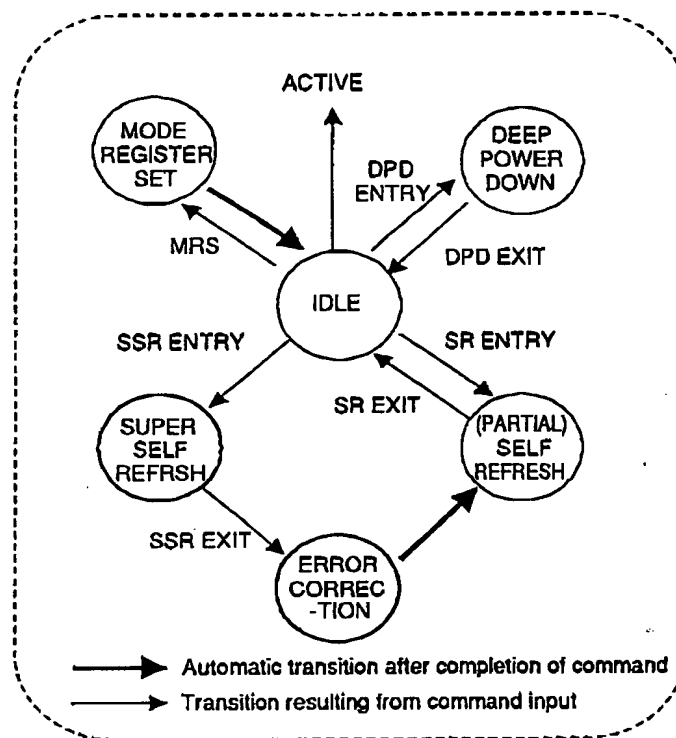 ACTIVE
MODE
REGISTER
SET
DEEP
POWER
DOWN
DPD
ENTRY
MRS
DPD EXIT
IDLE
SSR ENTRY
SR ENTRY
SR EXIT
SUPER
SELF
REFRSH
(PARTIAL)
SELF
REFRESH
SSR EXIT
ERROR
CORREC
-TION
Automatic transition after completion of command
Transition resulting from command input